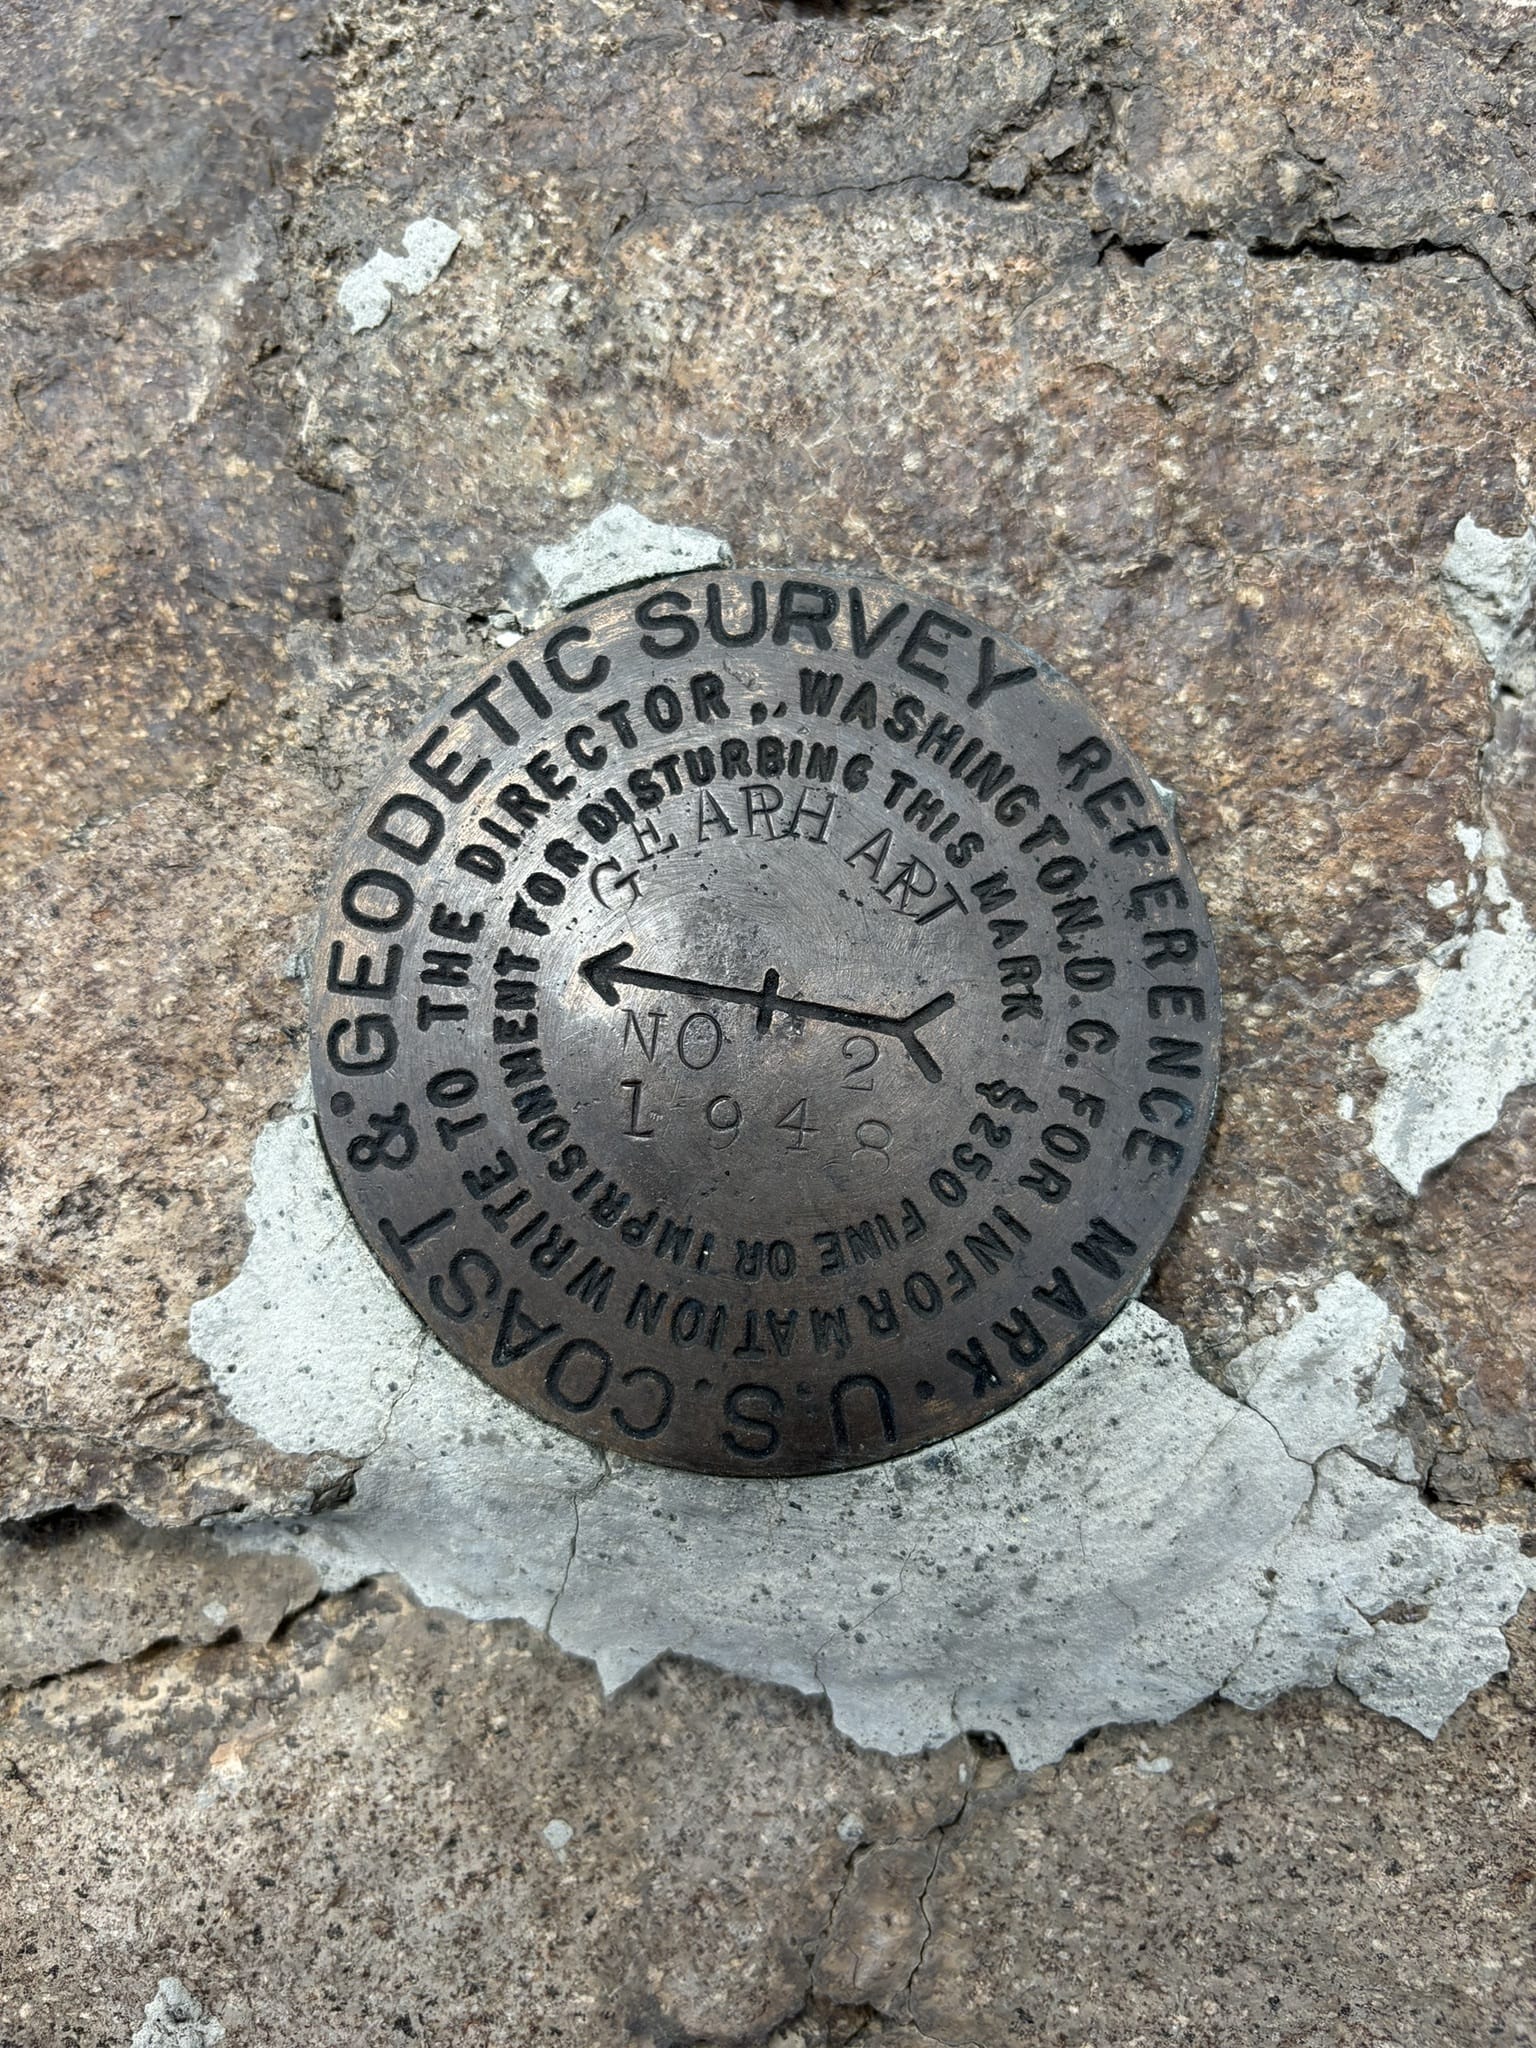 U.S. COAST & GEODETIC SURVEY REFERENCE MARK
FOR INFORMATION WRITE TO THE DIRECTOR, WASHINGTON, D.C.
$250 FINE OR IMPRISONMENT FOR DISTURBING THIS MARK.
GEARHART
NO 2
1948